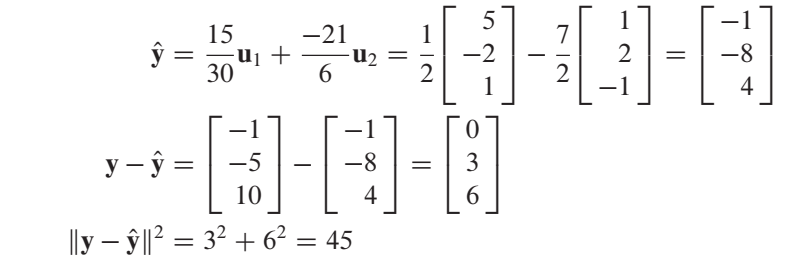 ŷ = 15/30 u₁ + −21/6 u₂ = 1/2 [5 −2 1] − 7/2 [1 2 −1] = [−1 −8 4]
y − ŷ = [−1 −5 10] − [−1 −8 4] = [0 3 6]
‖y − ŷ‖² = 3² + 6² = 45